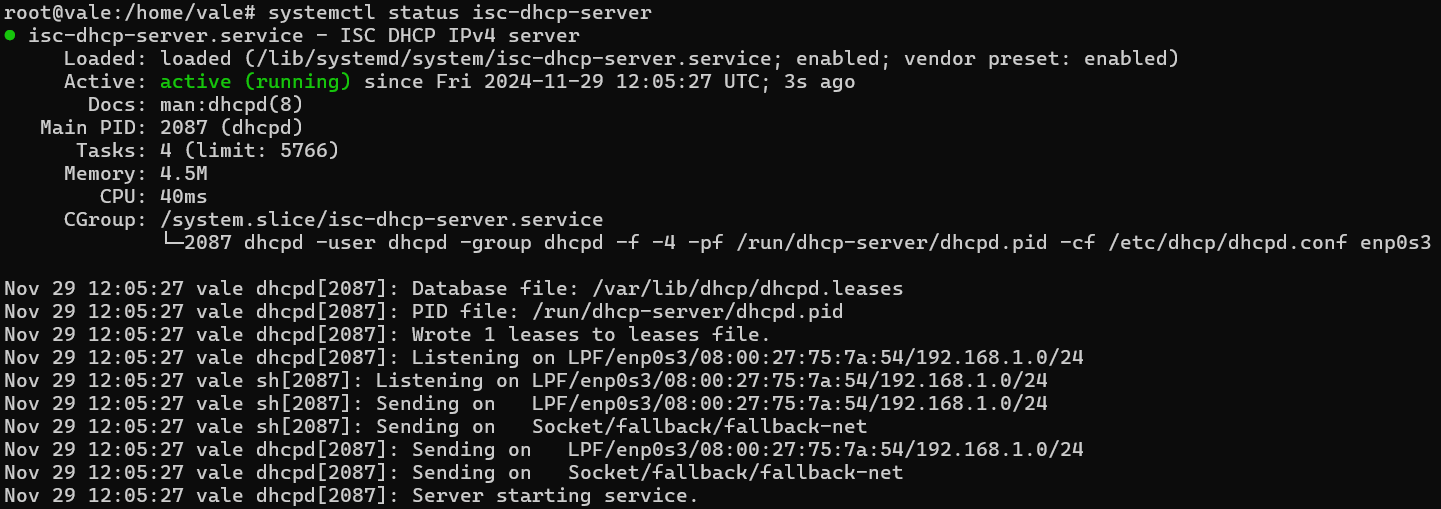 root@vale:/home/vale# systemctl status isc-dhcp-server
● isc-dhcp-server.service - ISC DHCP IPv4 server
     Loaded: loaded (/lib/systemd/system/isc-dhcp-server.service; enabled; vendor preset: enabled)
     Active: active (running) since Fri 2024-11-29 12:05:27 UTC; 3s ago
       Docs: man:dhcpd(8)
   Main PID: 2087 (dhcpd)
      Tasks: 4 (limit: 5766)
     Memory: 4.5M
        CPU: 40ms
     CGroup: /system.slice/isc-dhcp-server.service
             └─2087 dhcpd -user dhcpd -group dhcpd -f -4 -pf /run/dhcp-server/dhcpd.pid -cf /etc/dhcp/dhcpd.conf enp0s3

Nov 29 12:05:27 vale dhcpd[2087]: Database file: /var/lib/dhcp/dhcpd.leases
Nov 29 12:05:27 vale dhcpd[2087]: PID file: /run/dhcp-server/dhcpd.pid
Nov 29 12:05:27 vale dhcpd[2087]: Wrote 1 leases to leases file.
Nov 29 12:05:27 vale dhcpd[2087]: Listening on LPF/enp0s3/08:00:27:75:7a:54/192.168.1.0/24
Nov 29 12:05:27 vale sh[2087]: Listening on LPF/enp0s3/08:00:27:75:7a:54/192.168.1.0/24
Nov 29 12:05:27 vale sh[2087]: Sending on   LPF/enp0s3/08:00:27:75:7a:54/192.168.1.0/24
Nov 29 12:05:27 vale sh[2087]: Sending on   Socket/fallback/fallback-net
Nov 29 12:05:27 vale dhcpd[2087]: Sending on   LPF/enp0s3/08:00:27:75:7a:54/192.168.1.0/24
Nov 29 12:05:27 vale dhcpd[2087]: Sending on   Socket/fallback/fallback-net
Nov 29 12:05:27 vale dhcpd[2087]: Server starting service.